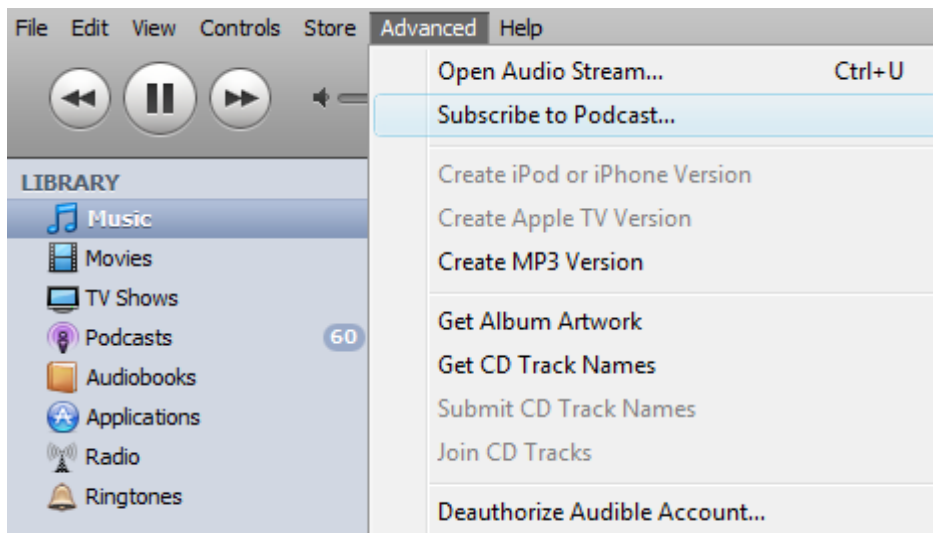 File Edit View Controls Store Advanced Help
Open Audio Stream... Ctrl+U
Subscribe to Podcast...
Create iPod or iPhone Version
Create Apple TV Version
Create MP3 Version
Get Album Artwork
Get CD Track Names
Submit CD Track Names
Join CD Tracks
Deauthorize Audible Account...
LIBRARY
Music
Movies
TV Shows
Podcasts 60
Audiobooks
Applications
Radio
Ringtones